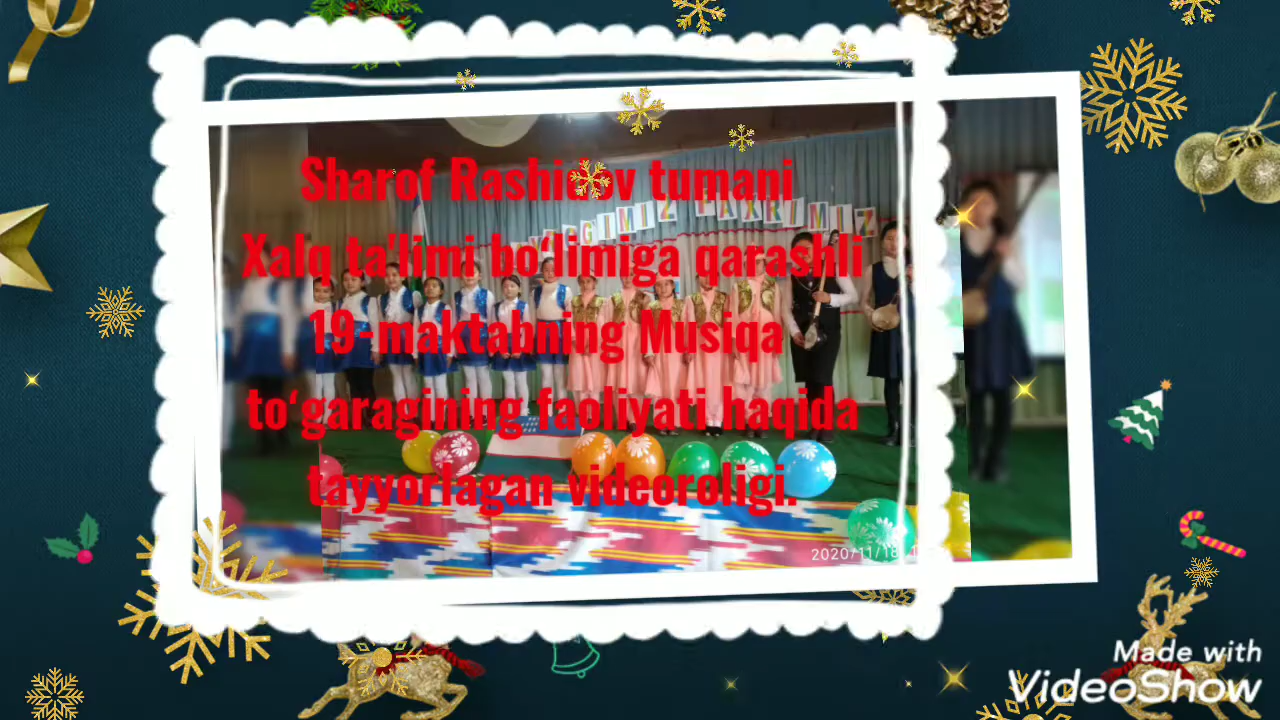 Sharof Rashidov tumani
Xalq ta'limi bo‘limiga qarashli
19-maktabning Musiqa
to‘garagining faoliyati haqida
tayyorlagan videoroligi.
FAXRIMIZ
2020/11/18
Made with
VideoShow